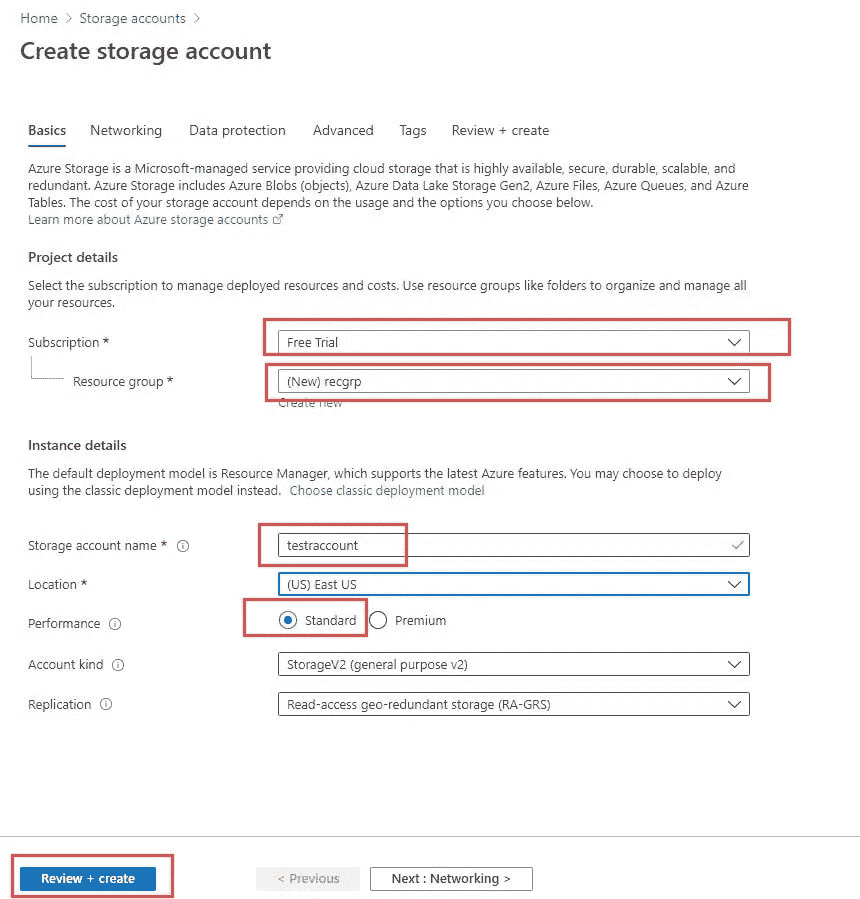 Home > Storage accounts >
Create storage account
Basics Networking Data protection Advanced Tags Review + create
Azure Storage is a Microsoft-managed service providing cloud storage that is highly available, secure, durable, scalable, and
redundant. Azure Storage includes Azure Blobs (objects), Azure Data Lake Storage Gen2, Azure Files, Azure Queues, and Azure
Tables. The cost of your storage account depends on the usage and the options you choose below.
Learn more about Azure storage accounts
Project details
Select the subscription to manage deployed resources and costs. Use resource groups like folders to organize and manage all
your resources.
Subscription * Free Trial
Resource group * (New) recgrp
Create new
Instance details
The default deployment model is Resource Manager, which supports the latest Azure features. You may choose to deploy
using the classic deployment model instead. Choose classic deployment model
Storage account name * testraccount
Location * (US) East US
Performance Standard Premium
Account kind StorageV2 (general purpose v2)
Replication Read-access geo-redundant storage (RA-GRS)
Review + create < Previous Next : Networking >